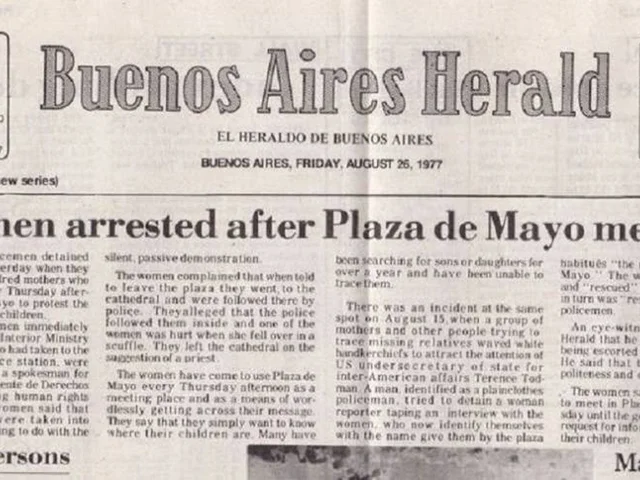 Buenos Aires Herald
EL HERALDO DE BUENOS AIRES
BUENOS AIRES, FRIDAY, AUGUST 26, 1977
ew series)
men arrested after Plaza de Mayo me
cemen detained
erday when they
dred mothers who
y Thursday after-
yo to protest the
children.
en immediately
Interior Ministry
o had taken to the
ce station, were
a spokesman for
ente de Derechos
ng human rights
omen said that
were taken into
ing to do with the
ersons
silent, passive demonstration.
The women complained that when told
to leave the plaza they went to the
cathedral and were followed there by
police. They alleged that the police
followed them inside and one of the
women was hurt when she fell over in a
scuffle. They left the cathedral on the
suggestion of a priest.
The women have come to use Plaza de
Mayo every Thursday afternoon as a
meeting place and as a means of wor-
dlessly getting across their message.
They say that they simply want to know
where their children are. Many have
been searching for sons or daughters for
over a year and have been unable to
trace them.
There was an incident at the same
spot on August 15, when a group of
mothers and other people trying to
trace missing relatives waved white
handkerchiefs to attract the attention of
US undersecretary of state for
inter-American affairs Terence Tod-
man. A man, identified as a plainclothes
policeman, tried to detain a woman
reporter taping an interview with the
women, who now identify themselves
with the name give them by the plaza
habitués "the
Mayo." The w
and "rescued"
in turn was "re
policemen.
An eye-witn
Herald that he
being escorted
He said that t
politeness and c
The women sa
to meet in Pla
day until the g
request for info
their children
Ma